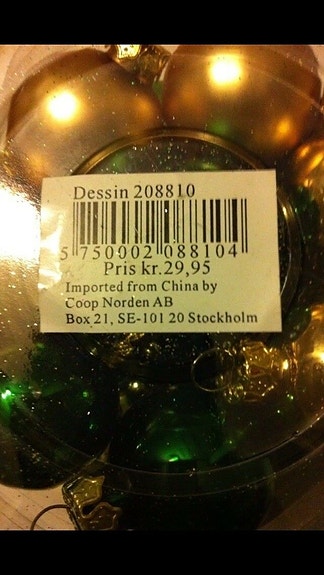 Dessin 208810
5 750002 088104
Pris kr.29,95
Imported from China by
Coop Norden AB
Box 21, SE-101 20 Stockholm